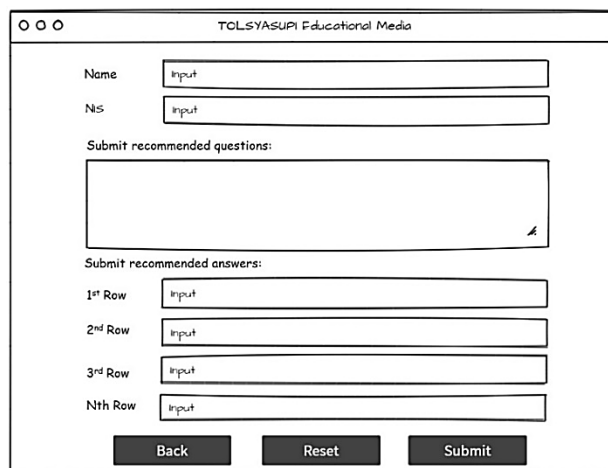 TOLSYASUPI Educational Media
Name Input
NiS Input
Submit recommended questions:
Submit recommended answers:
1st Row Input
2nd Row Input
3rd Row Input
Nth Row Input
Back Reset Submit